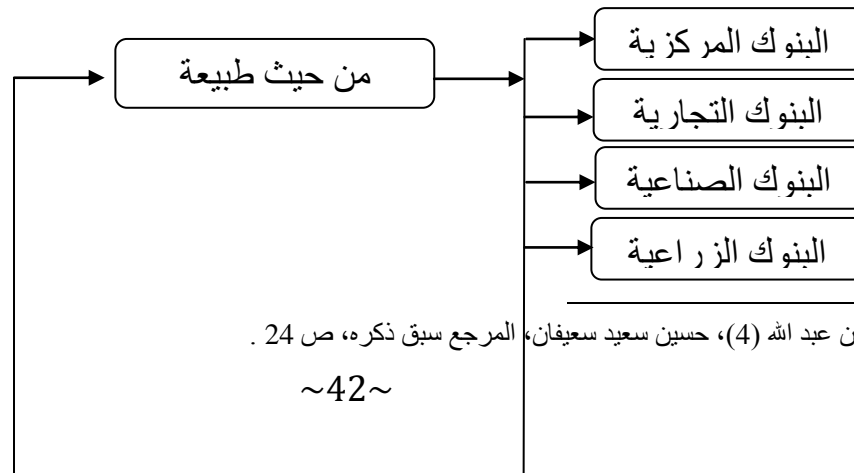 البنوك المركزية
من حيث طبيعة
البنوك التجارية
البنوك الصناعية
البنوك الزراعية
ن عبد الله (4)، حسين سعيد سعيفان، المرجع سبق ذكره، ص 24 .
~42~